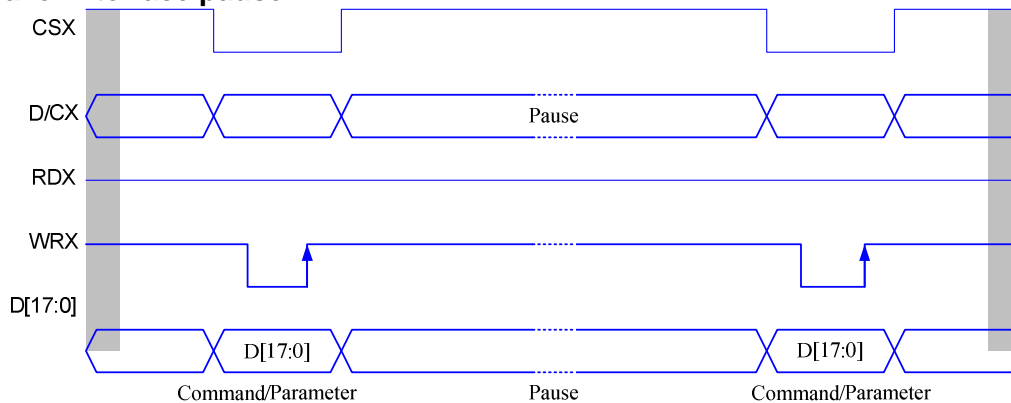 CSX
D/CX
Pause
RDX
WRX
D[17:0]
D[17:0]
D[17:0]
Command/Parameter
Pause
Command/Parameter